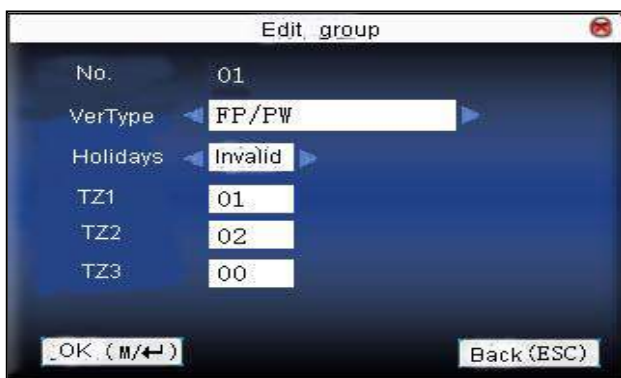 Edit group
No. 01
VerType FP/PW
Holidays Invalid
TZ1 01
TZ2 02
TZ3 00
OK (M/↵) Back (ESC)